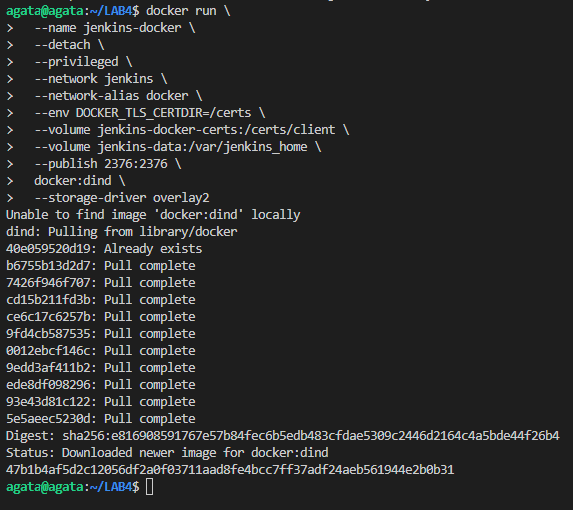 agata@agata:~/LAB4$ docker run \
>   --name jenkins-docker \
>   --detach \
>   --privileged \
>   --network jenkins \
>   --network-alias docker \
>   --env DOCKER_TLS_CERTDIR=/certs \
>   --volume jenkins-docker-certs:/certs/client \
>   --volume jenkins-data:/var/jenkins_home \
>   --publish 2376:2376 \
>   docker:dind \
>   --storage-driver overlay2
Unable to find image 'docker:dind' locally
dind: Pulling from library/docker
40e059520d19: Already exists
b6755b13d2d7: Pull complete
7426f946f707: Pull complete
cd15b211fd3b: Pull complete
ce6c17c6257b: Pull complete
9fd4cb587535: Pull complete
0012ebcf146c: Pull complete
9edd3af411b2: Pull complete
ede8df098296: Pull complete
93e43d81c122: Pull complete
5e5aeec5230d: Pull complete
Digest: sha256:e816908591767e57b84fec6b5edb483cfdae5309c2446d2164c4a5bde44f26b4
Status: Downloaded newer image for docker:dind
47b1b4af5d2c12056df2a0f03711aad8fe4bcc7ff37adf24aeb561944e2b0b31
agata@agata:~/LAB4$